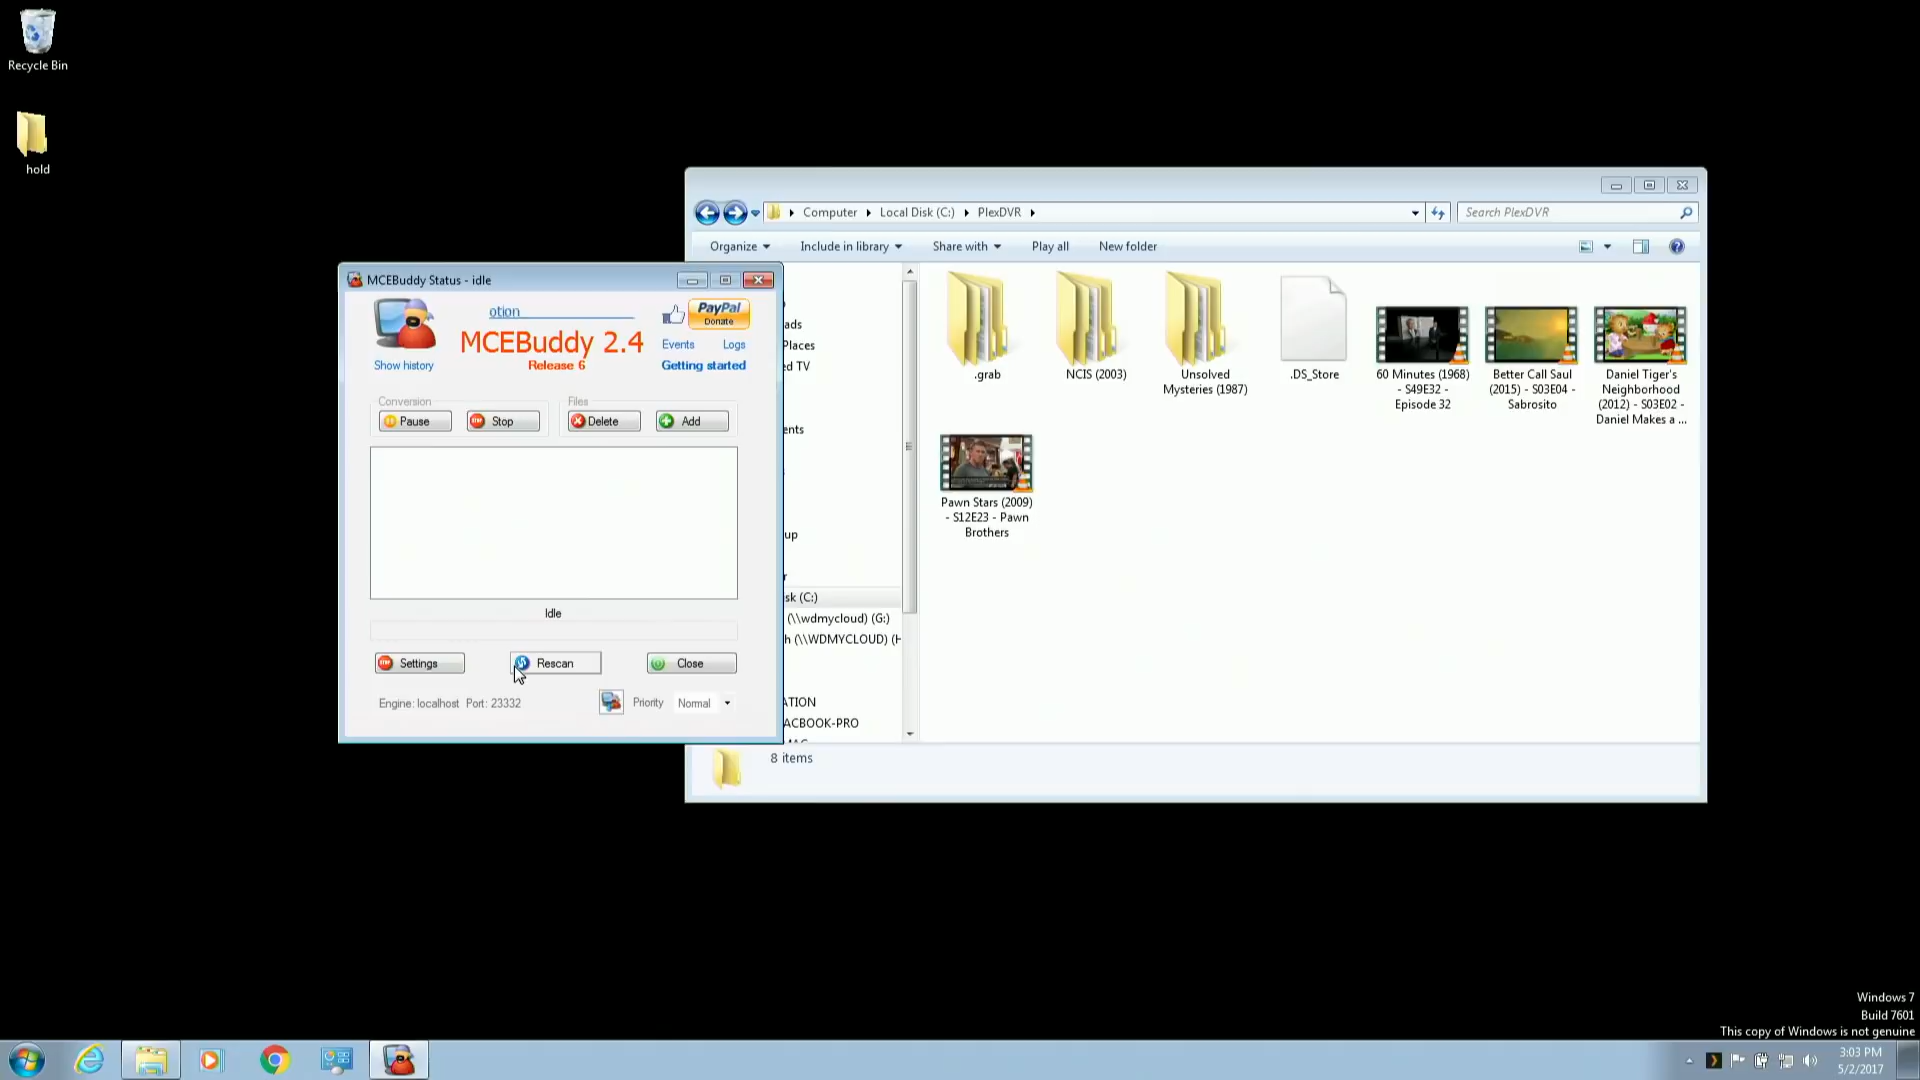 Recycle Bin
hold
Computer
Local Disk (C:)
PlexDVR
Search PlexDVR
Organize
Include in library
Share with
Play all
New folder
MCEBuddy Status - idle
otion
MCEBuddy 2.4
Release 6
PayPal
Donate
Events
Logs
Show history
Getting started
Conversion
Files
Pause
Stop
Delete
Add
Idle
Settings
Rescan
Close
Engine: localhost Port: 23332
Priority
Normal
ads
Places
ed TV
ents
up
r
sk (C:)
(\\wdmycloud) (G:)
h (\\WDMYCLOUD) (H
ATION
ACBOOK-PRO
.grab
NCIS (2003)
Unsolved
Mysteries (1987)
.DS_Store
60 Minutes (1968)
- S49E32 -
Episode 32
Better Call Saul
(2015) - S03E04 -
Sabrosito
Daniel Tiger's
Neighborhood
(2012) - S03E02 -
Daniel Makes a ...
Pawn Stars (2009)
- S12E23 - Pawn
Brothers
8 items
Windows 7
Build 7601
This copy of Windows is not genuine
3:03 PM
5/2/2017